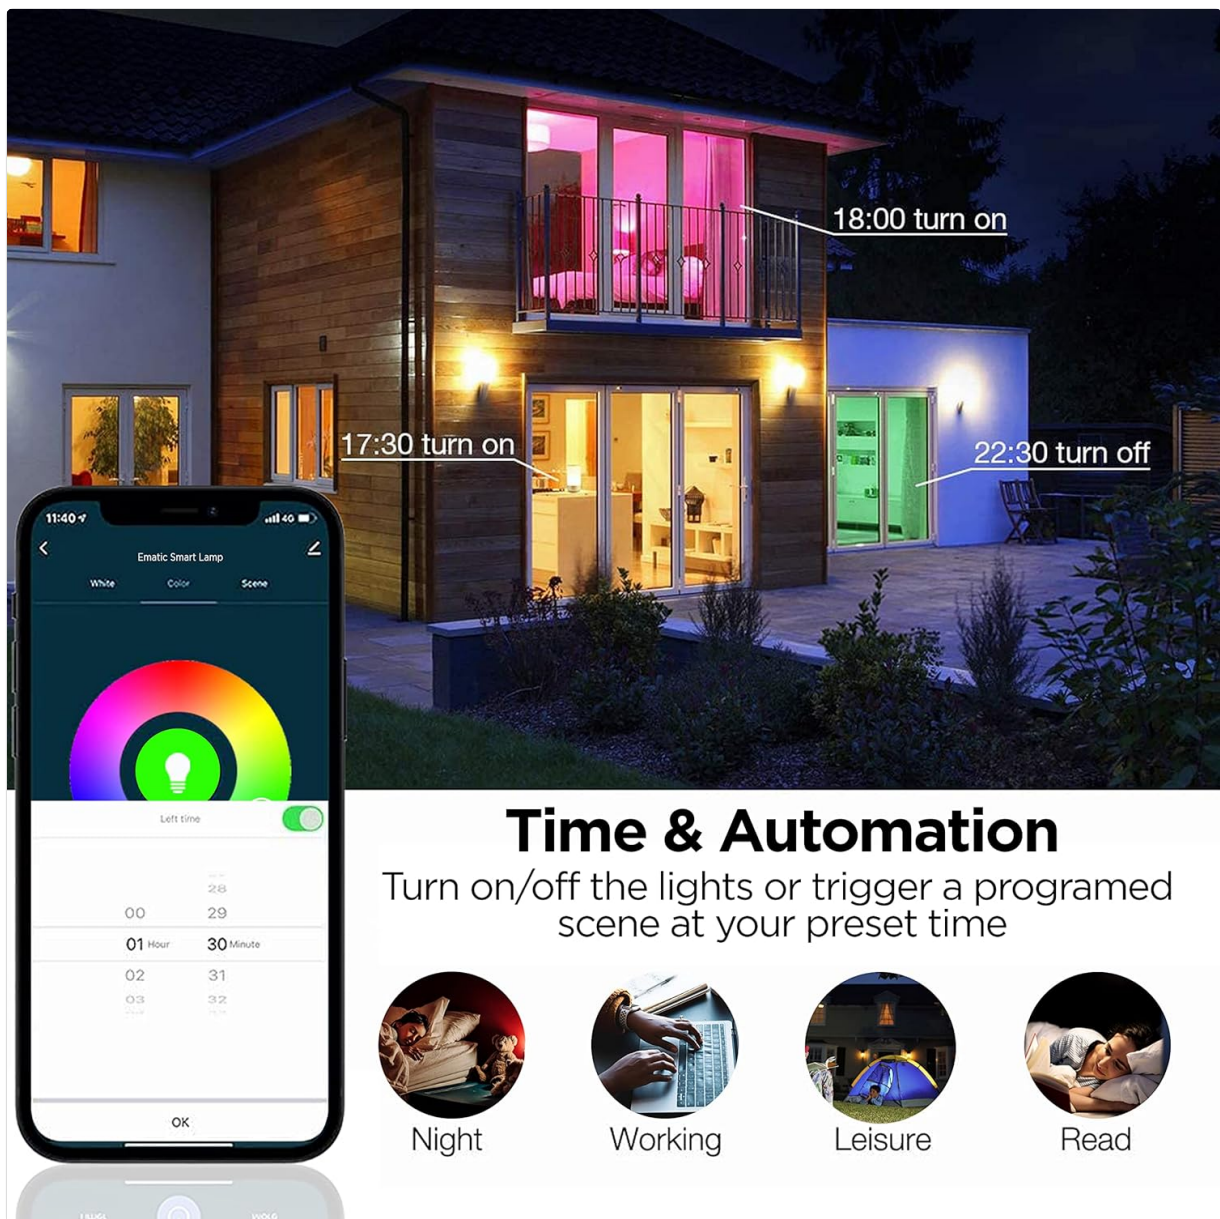 18:00 turn on
17:30 turn on
22:30 turn off
11:40
4G
Ematic Smart Lamp
White Color Scene
Left time
28
00 29
01 Hour 30 Minute
02 31
03 32
OK
Time & Automation
Turn on/off the lights or trigger a programed
scene at your preset time
Night Working Leisure Read